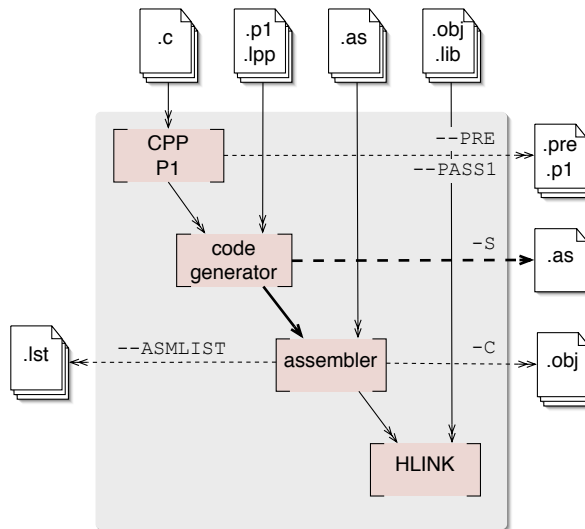 .c
.p1
.lpp
.as
.obj
.lib
CPP
P1
--PRE
--PASS1
.pre
.p1
code
generator
-S
.as
.lst
--ASMLIST
assembler
-C
.obj
HLINK